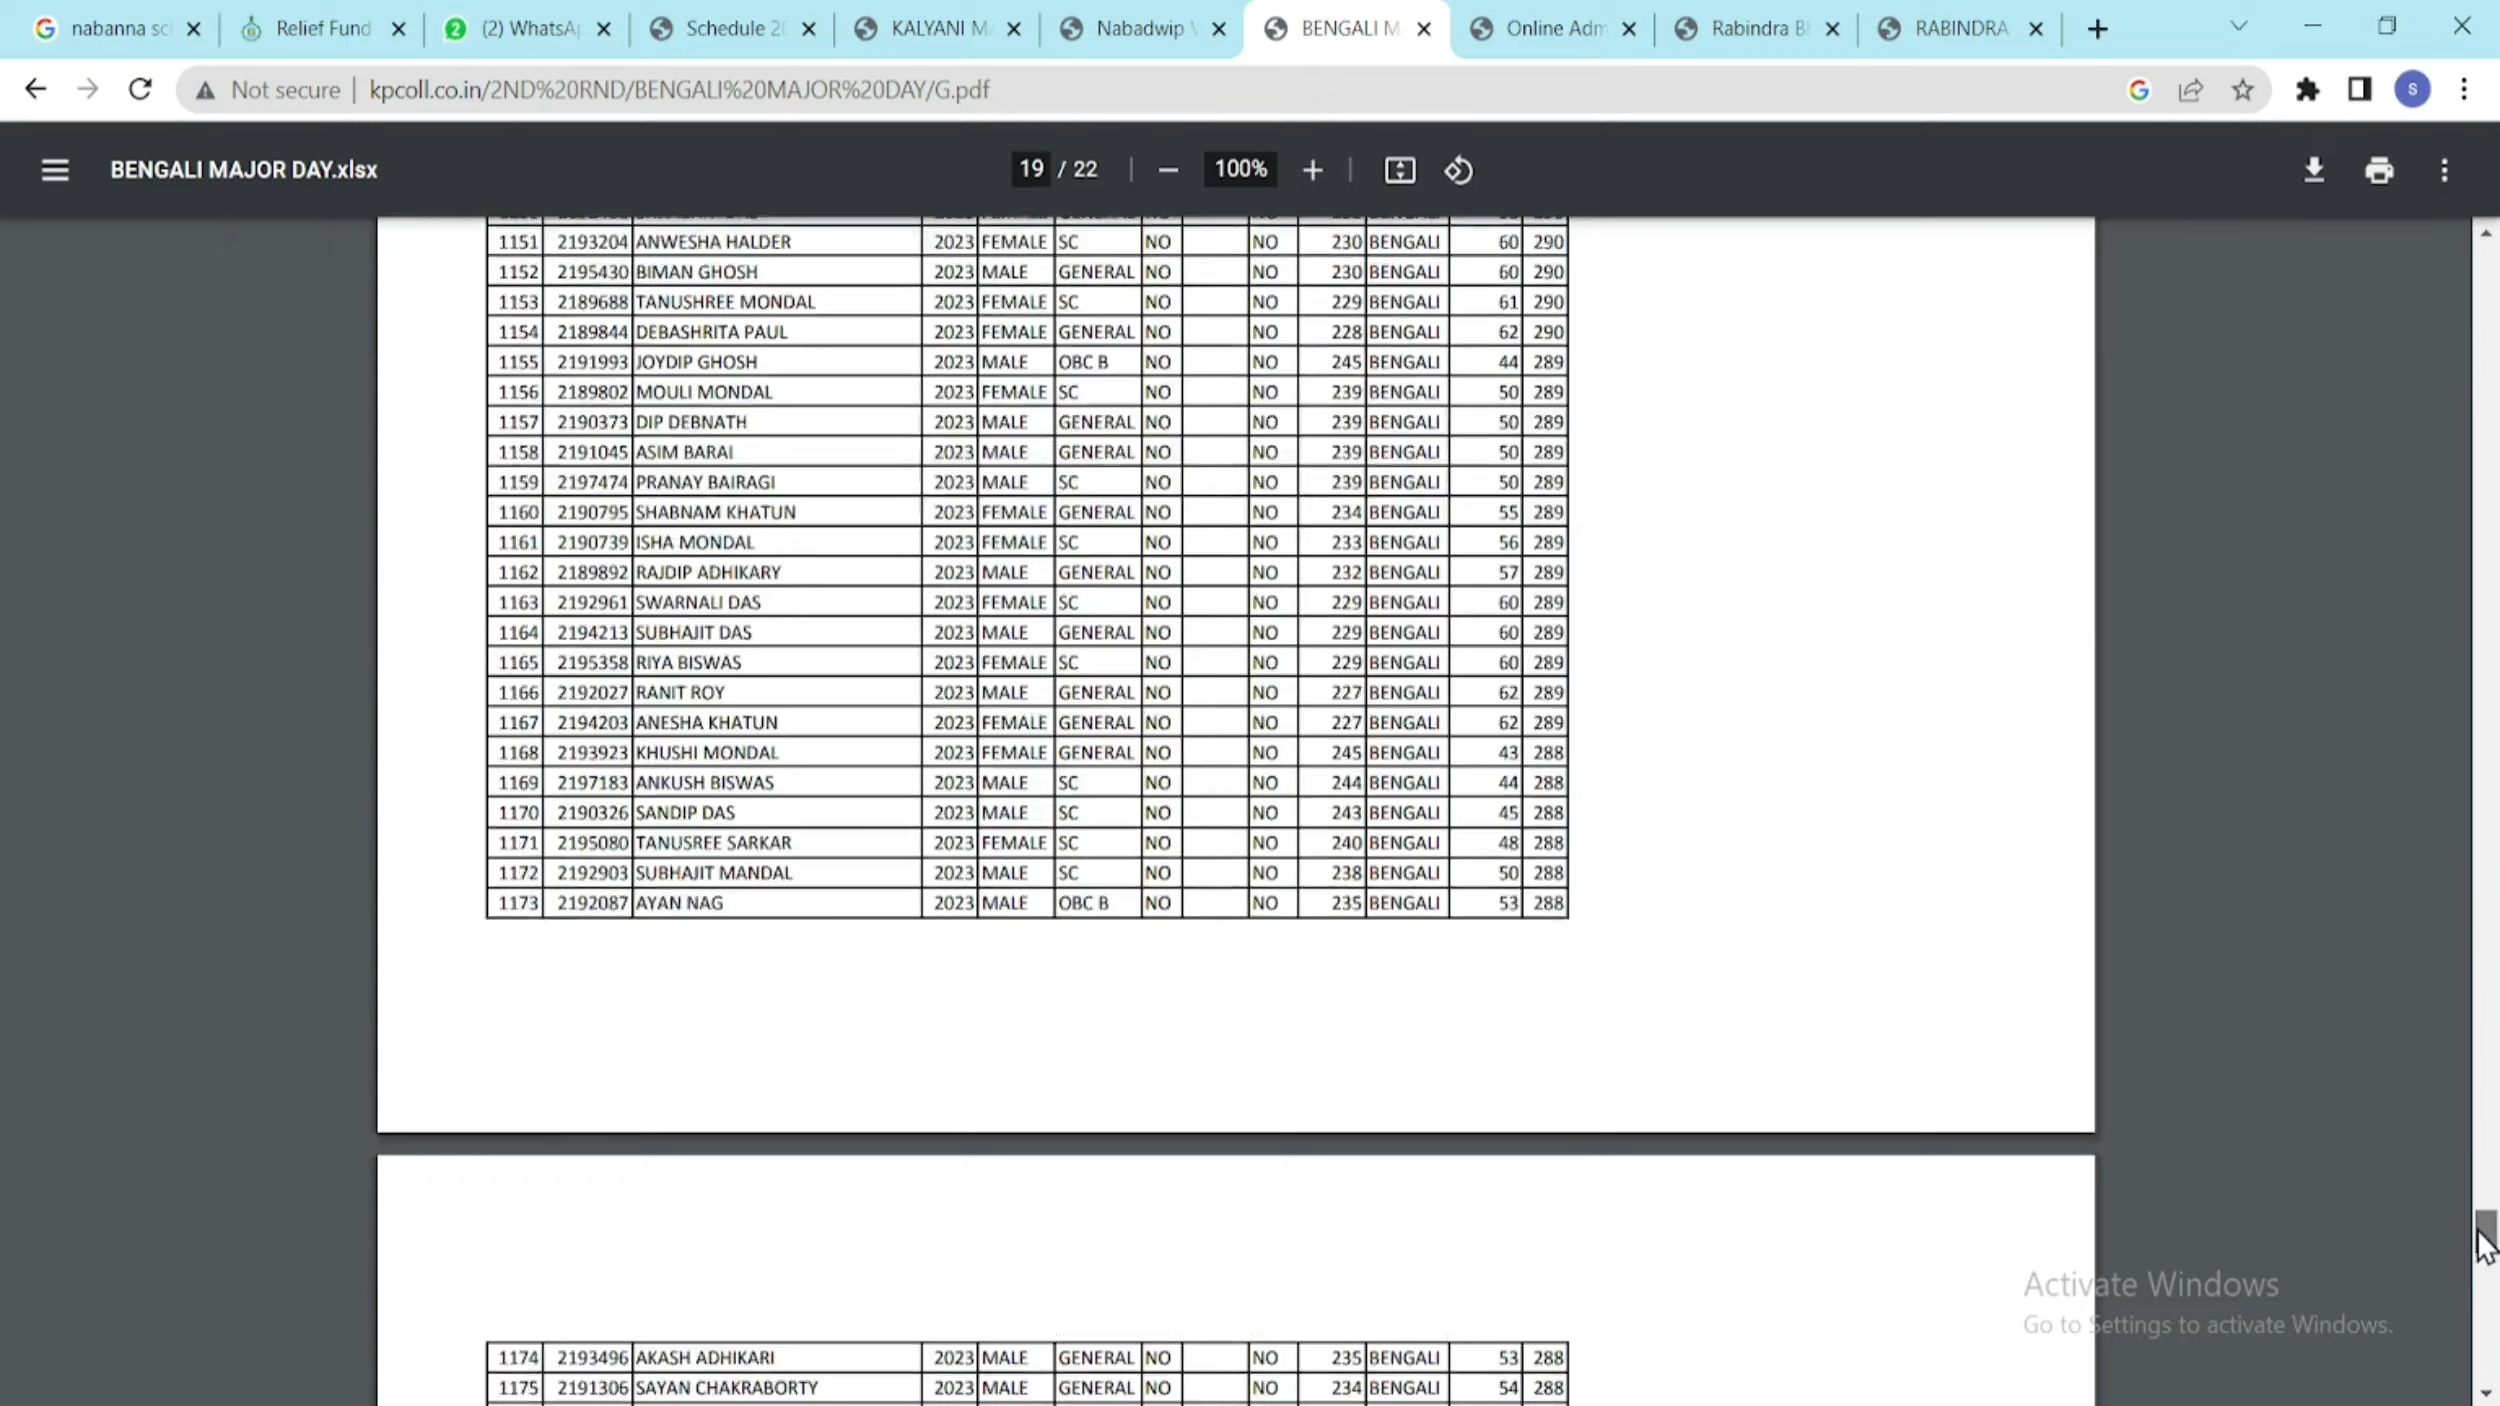 nabanna sc
Relief Fund
(2) WhatsAp
Schedule 20
KALYANI M
Nabadwip
BENGALI M
Online Adm
Rabindra B
RABINDRA
Not secure | kpcoll.co.in/2ND%20RND/BENGALI%20MAJOR%20DAY/G.pdf
S
BENGALI MAJOR DAY.xlsx
19 / 22
100%
1151 2193204 ANWESHA HALDER 2023 FEMALE SC NO NO 230 BENGALI 60 290
1152 2195430 BIMAN GHOSH 2023 MALE GENERAL NO NO 230 BENGALI 60 290
1153 2189688 TANUSHREE MONDAL 2023 FEMALE SC NO NO 229 BENGALI 61 290
1154 2189844 DEBASHRITA PAUL 2023 FEMALE GENERAL NO NO 228 BENGALI 62 290
1155 2191993 JOYDIP GHOSH 2023 MALE OBC B NO NO 245 BENGALI 44 289
1156 2189802 MOULI MONDAL 2023 FEMALE SC NO NO 239 BENGALI 50 289
1157 2190373 DIP DEBNATH 2023 MALE GENERAL NO NO 239 BENGALI 50 289
1158 2191045 ASIM BARAI 2023 MALE GENERAL NO NO 239 BENGALI 50 289
1159 2197474 PRANAY BAIRAGI 2023 MALE SC NO NO 239 BENGALI 50 289
1160 2190795 SHABNAM KHATUN 2023 FEMALE GENERAL NO NO 234 BENGALI 55 289
1161 2190739 ISHA MONDAL 2023 FEMALE SC NO NO 233 BENGALI 56 289
1162 2189892 RAJDIP ADHIKARY 2023 MALE GENERAL NO NO 232 BENGALI 57 289
1163 2192961 SWARNALI DAS 2023 FEMALE SC NO NO 229 BENGALI 60 289
1164 2194213 SUBHAJIT DAS 2023 MALE GENERAL NO NO 229 BENGALI 60 289
1165 2195358 RIYA BISWAS 2023 FEMALE SC NO NO 229 BENGALI 60 289
1166 2192027 RANIT ROY 2023 MALE GENERAL NO NO 227 BENGALI 62 289
1167 2194203 ANESHA KHATUN 2023 FEMALE GENERAL NO NO 227 BENGALI 62 289
1168 2193923 KHUSHI MONDAL 2023 FEMALE GENERAL NO NO 245 BENGALI 43 288
1169 2197183 ANKUSH BISWAS 2023 MALE SC NO NO 244 BENGALI 44 288
1170 2190326 SANDIP DAS 2023 MALE SC NO NO 243 BENGALI 45 288
1171 2195080 TANUSREE SARKAR 2023 FEMALE SC NO NO 240 BENGALI 48 288
1172 2192903 SUBHAJIT MANDAL 2023 MALE SC NO NO 238 BENGALI 50 288
1173 2192087 AYAN NAG 2023 MALE OBC B NO NO 235 BENGALI 53 288
Activate Windows
Go to Settings to activate Windows.
1174 2193496 AKASH ADHIKARI 2023 MALE GENERAL NO NO 235 BENGALI 53 288
1175 2191306 SAYAN CHAKRABORTY 2023 MALE GENERAL NO NO 234 BENGALI 54 288